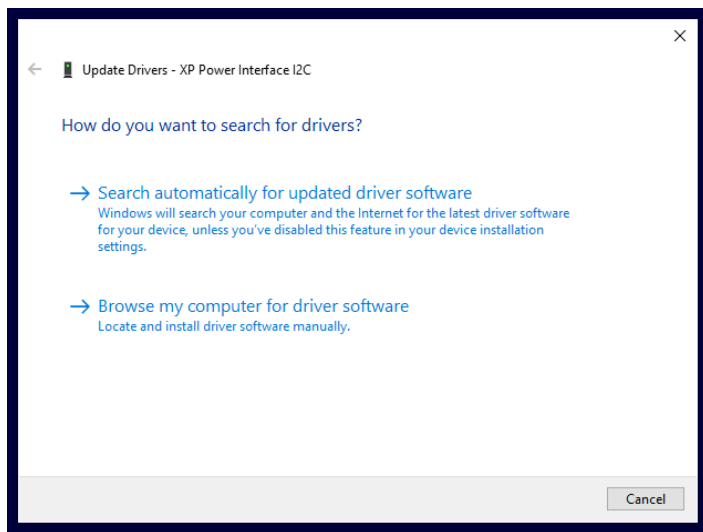 Update Drivers - XP Power Interface I2C
How do you want to search for drivers?
Search automatically for updated driver software
Windows will search your computer and the Internet for the latest driver software
for your device, unless you've disabled this feature in your device installation
settings.
Browse my computer for driver software
Locate and install driver software manually.
Cancel